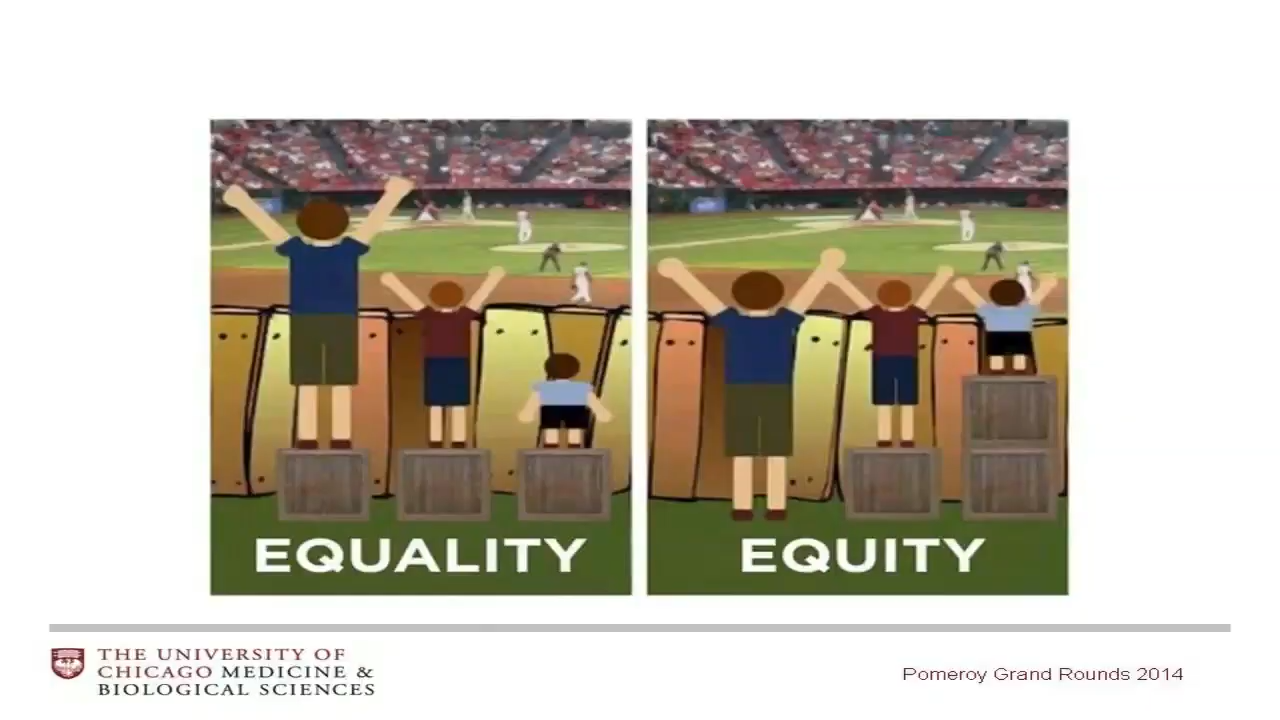 EQUALITY
EQUITY
THE UNIVERSITY OF
CHICAGO MEDICINE &
BIOLOGICAL SCIENCES
Pomeroy Grand Rounds 2014